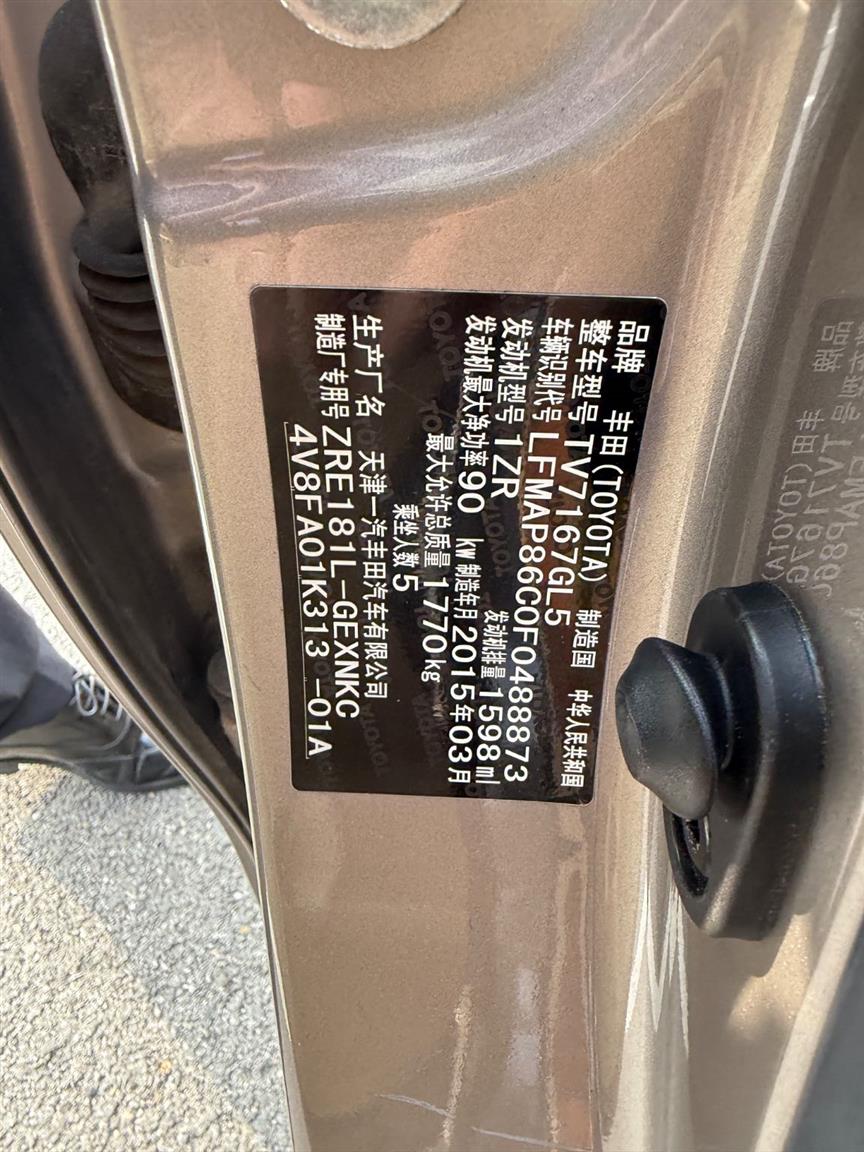 品牌 丰田(TOYOTA) 制造国 中华人民共和国
整车型号 TV7167GL5
车辆识别代号 LFMAP86C0F0488873
发动机型号 1ZR 发动机排量 1598ml
发动机最大净功率 90 kW 制造年月 2015年03月
最大允许总质量 1770kg
乘坐人数 5
生产厂名 天津一汽丰田汽车有限公司
制造厂专用号 ZRE181L-GEXNKC
4V8FA01K313-01A